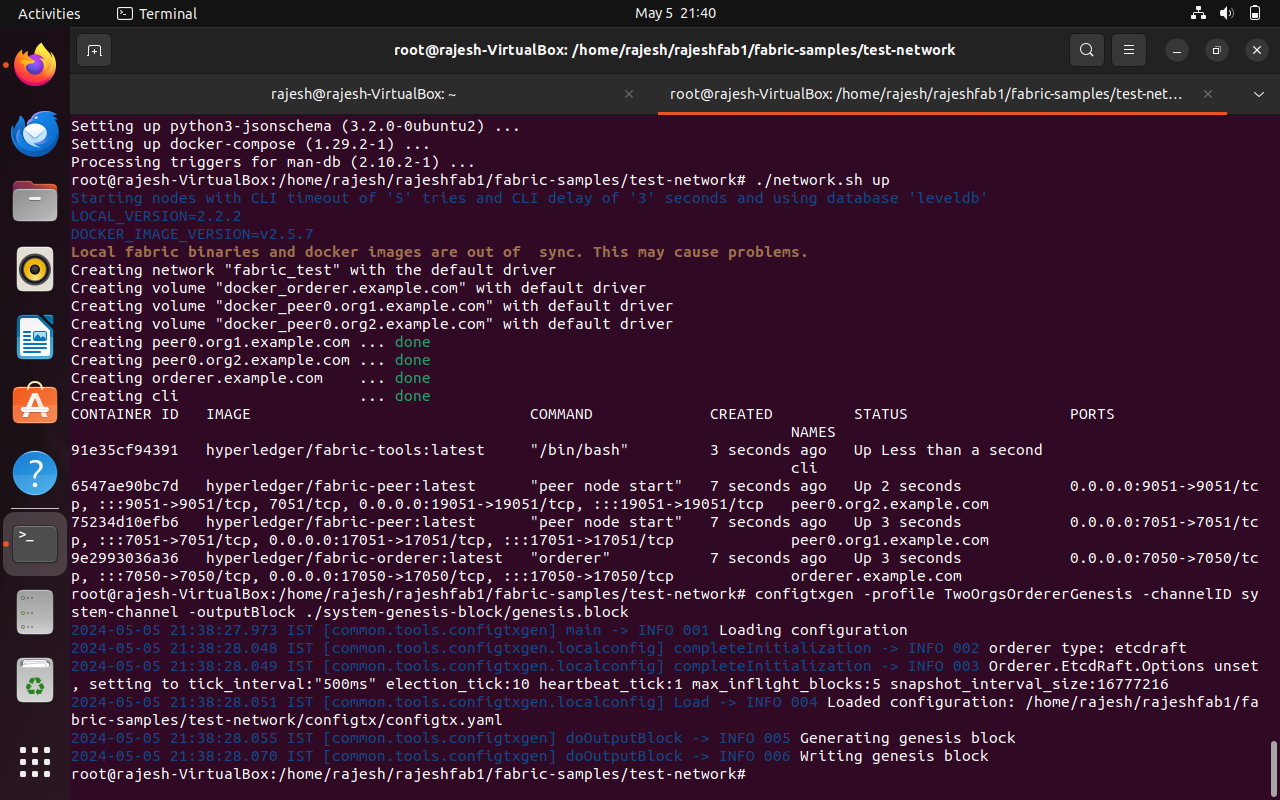 Activities
Terminal
May 5 21:40
root@rajesh-VirtualBox: /home/rajesh/rajeshfab1/fabric-samples/test-network
rajesh@rajesh-VirtualBox: ~
root@rajesh-VirtualBox: /home/rajesh/rajeshfab1/fabric-samples/test-net...
Setting up python3-jsonschema (3.2.0-0ubuntu2) ...
Setting up docker-compose (1.29.2-1) ...
Processing triggers for man-db (2.10.2-1) ...
root@rajesh-VirtualBox:/home/rajesh/rajeshfab1/fabric-samples/test-network# ./network.sh up
Starting nodes with CLI timeout of '5' tries and CLI delay of '3' seconds and using database 'leveldb'
LOCAL_VERSION=2.2.2
DOCKER_IMAGE_VERSION=v2.5.7
Local fabric binaries and docker images are out of  sync. This may cause problems.
Creating network "fabric_test" with the default driver
Creating volume "docker_orderer.example.com" with default driver
Creating volume "docker_peer0.org1.example.com" with default driver
Creating volume "docker_peer0.org2.example.com" with default driver
Creating peer0.org1.example.com ... done
Creating peer0.org2.example.com ... done
Creating orderer.example.com    ... done
Creating cli                    ... done
CONTAINER ID   IMAGE                               COMMAND             CREATED         STATUS                  PORTS
                                                                                NAMES
91e35cf94391   hyperledger/fabric-tools:latest     "/bin/bash"         3 seconds ago   Up Less than a second
                                                                                cli
6547ae90bc7d   hyperledger/fabric-peer:latest      "peer node start"   7 seconds ago   Up 2 seconds            0.0.0.0:9051->9051/tc
p, :::9051->9051/tcp, 7051/tcp, 0.0.0.0:19051->19051/tcp, :::19051->19051/tcp   peer0.org2.example.com
75234d10efb6   hyperledger/fabric-peer:latest      "peer node start"   7 seconds ago   Up 3 seconds            0.0.0.0:7051->7051/tc
p, :::7051->7051/tcp, 0.0.0.0:17051->17051/tcp, :::17051->17051/tcp             peer0.org1.example.com
9e2993036a36   hyperledger/fabric-orderer:latest   "orderer"           7 seconds ago   Up 3 seconds            0.0.0.0:7050->7050/tc
p, :::7050->7050/tcp, 0.0.0.0:17050->17050/tcp, :::17050->17050/tcp             orderer.example.com
root@rajesh-VirtualBox:/home/rajesh/rajeshfab1/fabric-samples/test-network# configtxgen -profile TwoOrgsOrdererGenesis -channelID sy
stem-channel -outputBlock ./system-genesis-block/genesis.block
2024-05-05 21:38:27.973 IST [common.tools.configtxgen] main -> INFO 001 Loading configuration
2024-05-05 21:38:28.048 IST [common.tools.configtxgen.localconfig] completeInitialization -> INFO 002 orderer type: etcdraft
2024-05-05 21:38:28.049 IST [common.tools.configtxgen.localconfig] completeInitialization -> INFO 003 Orderer.EtcdRaft.Options unset
, setting to tick_interval:"500ms" election_tick:10 heartbeat_tick:1 max_inflight_blocks:5 snapshot_interval_size:16777216
2024-05-05 21:38:28.051 IST [common.tools.configtxgen.localconfig] Load -> INFO 004 Loaded configuration: /home/rajesh/rajeshfab1/fa
bric-samples/test-network/configtx/configtx.yaml
2024-05-05 21:38:28.055 IST [common.tools.configtxgen] doOutputBlock -> INFO 005 Generating genesis block
2024-05-05 21:38:28.070 IST [common.tools.configtxgen] doOutputBlock -> INFO 006 Writing genesis block
root@rajesh-VirtualBox:/home/rajesh/rajeshfab1/fabric-samples/test-network#